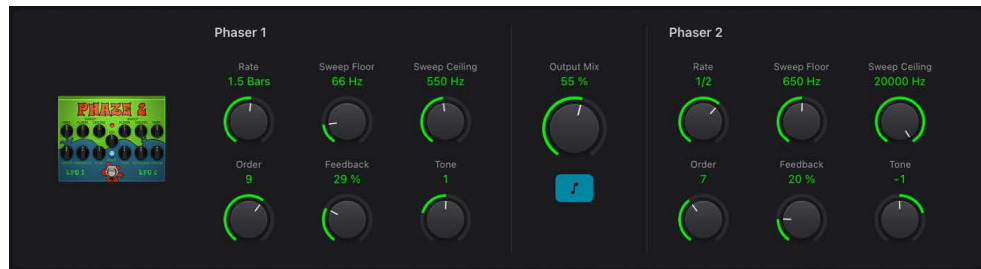 Phaser 1
Rate
1.5 Bars
Sweep Floor
66 Hz
Sweep Ceiling
550 Hz
Order
9
Feedback
29 %
Tone
1
Output Mix
55 %
Phaser 2
Rate
1/2
Sweep Floor
650 Hz
Sweep Ceiling
20000 Hz
Order
7
Feedback
20 %
Tone
-1
PHAZE 2
LFO 1
LFO 2